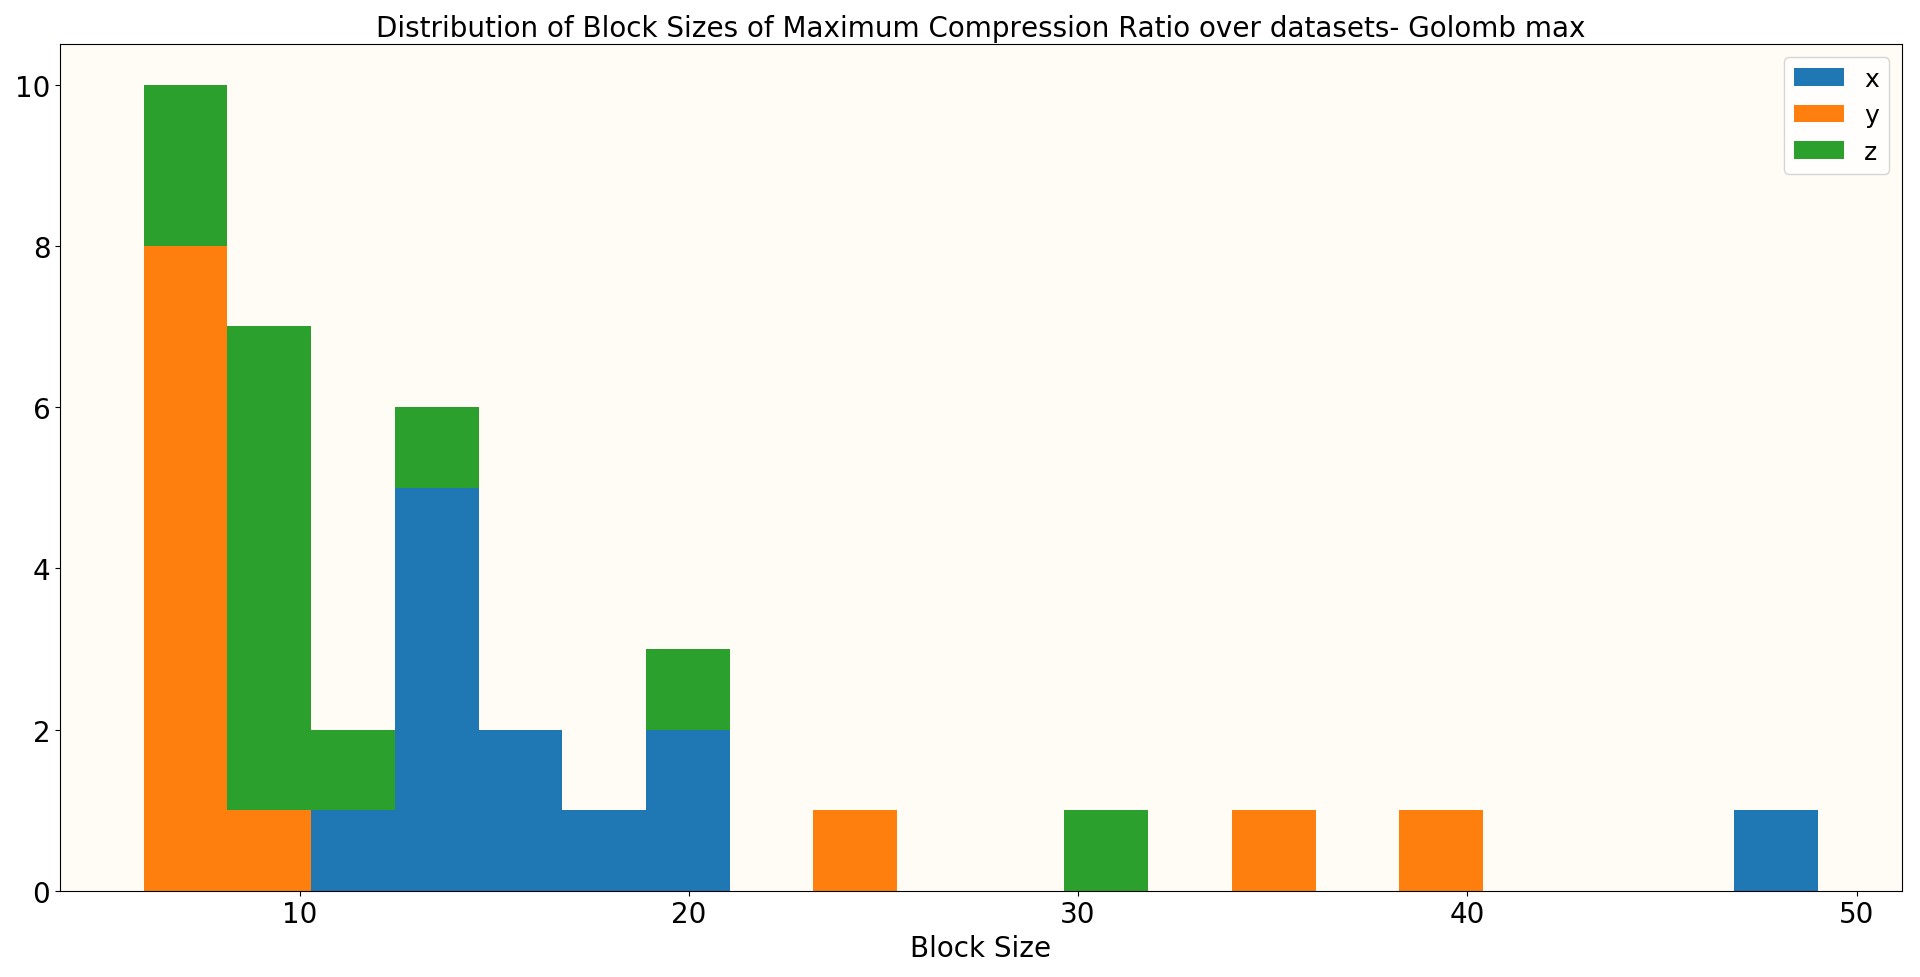 Distribution of Block Sizes of Maximum Compression Ratio over datasets- Golomb max
x
y
z
10
8
6
4
2
0
10 20 30 40 50
Block Size